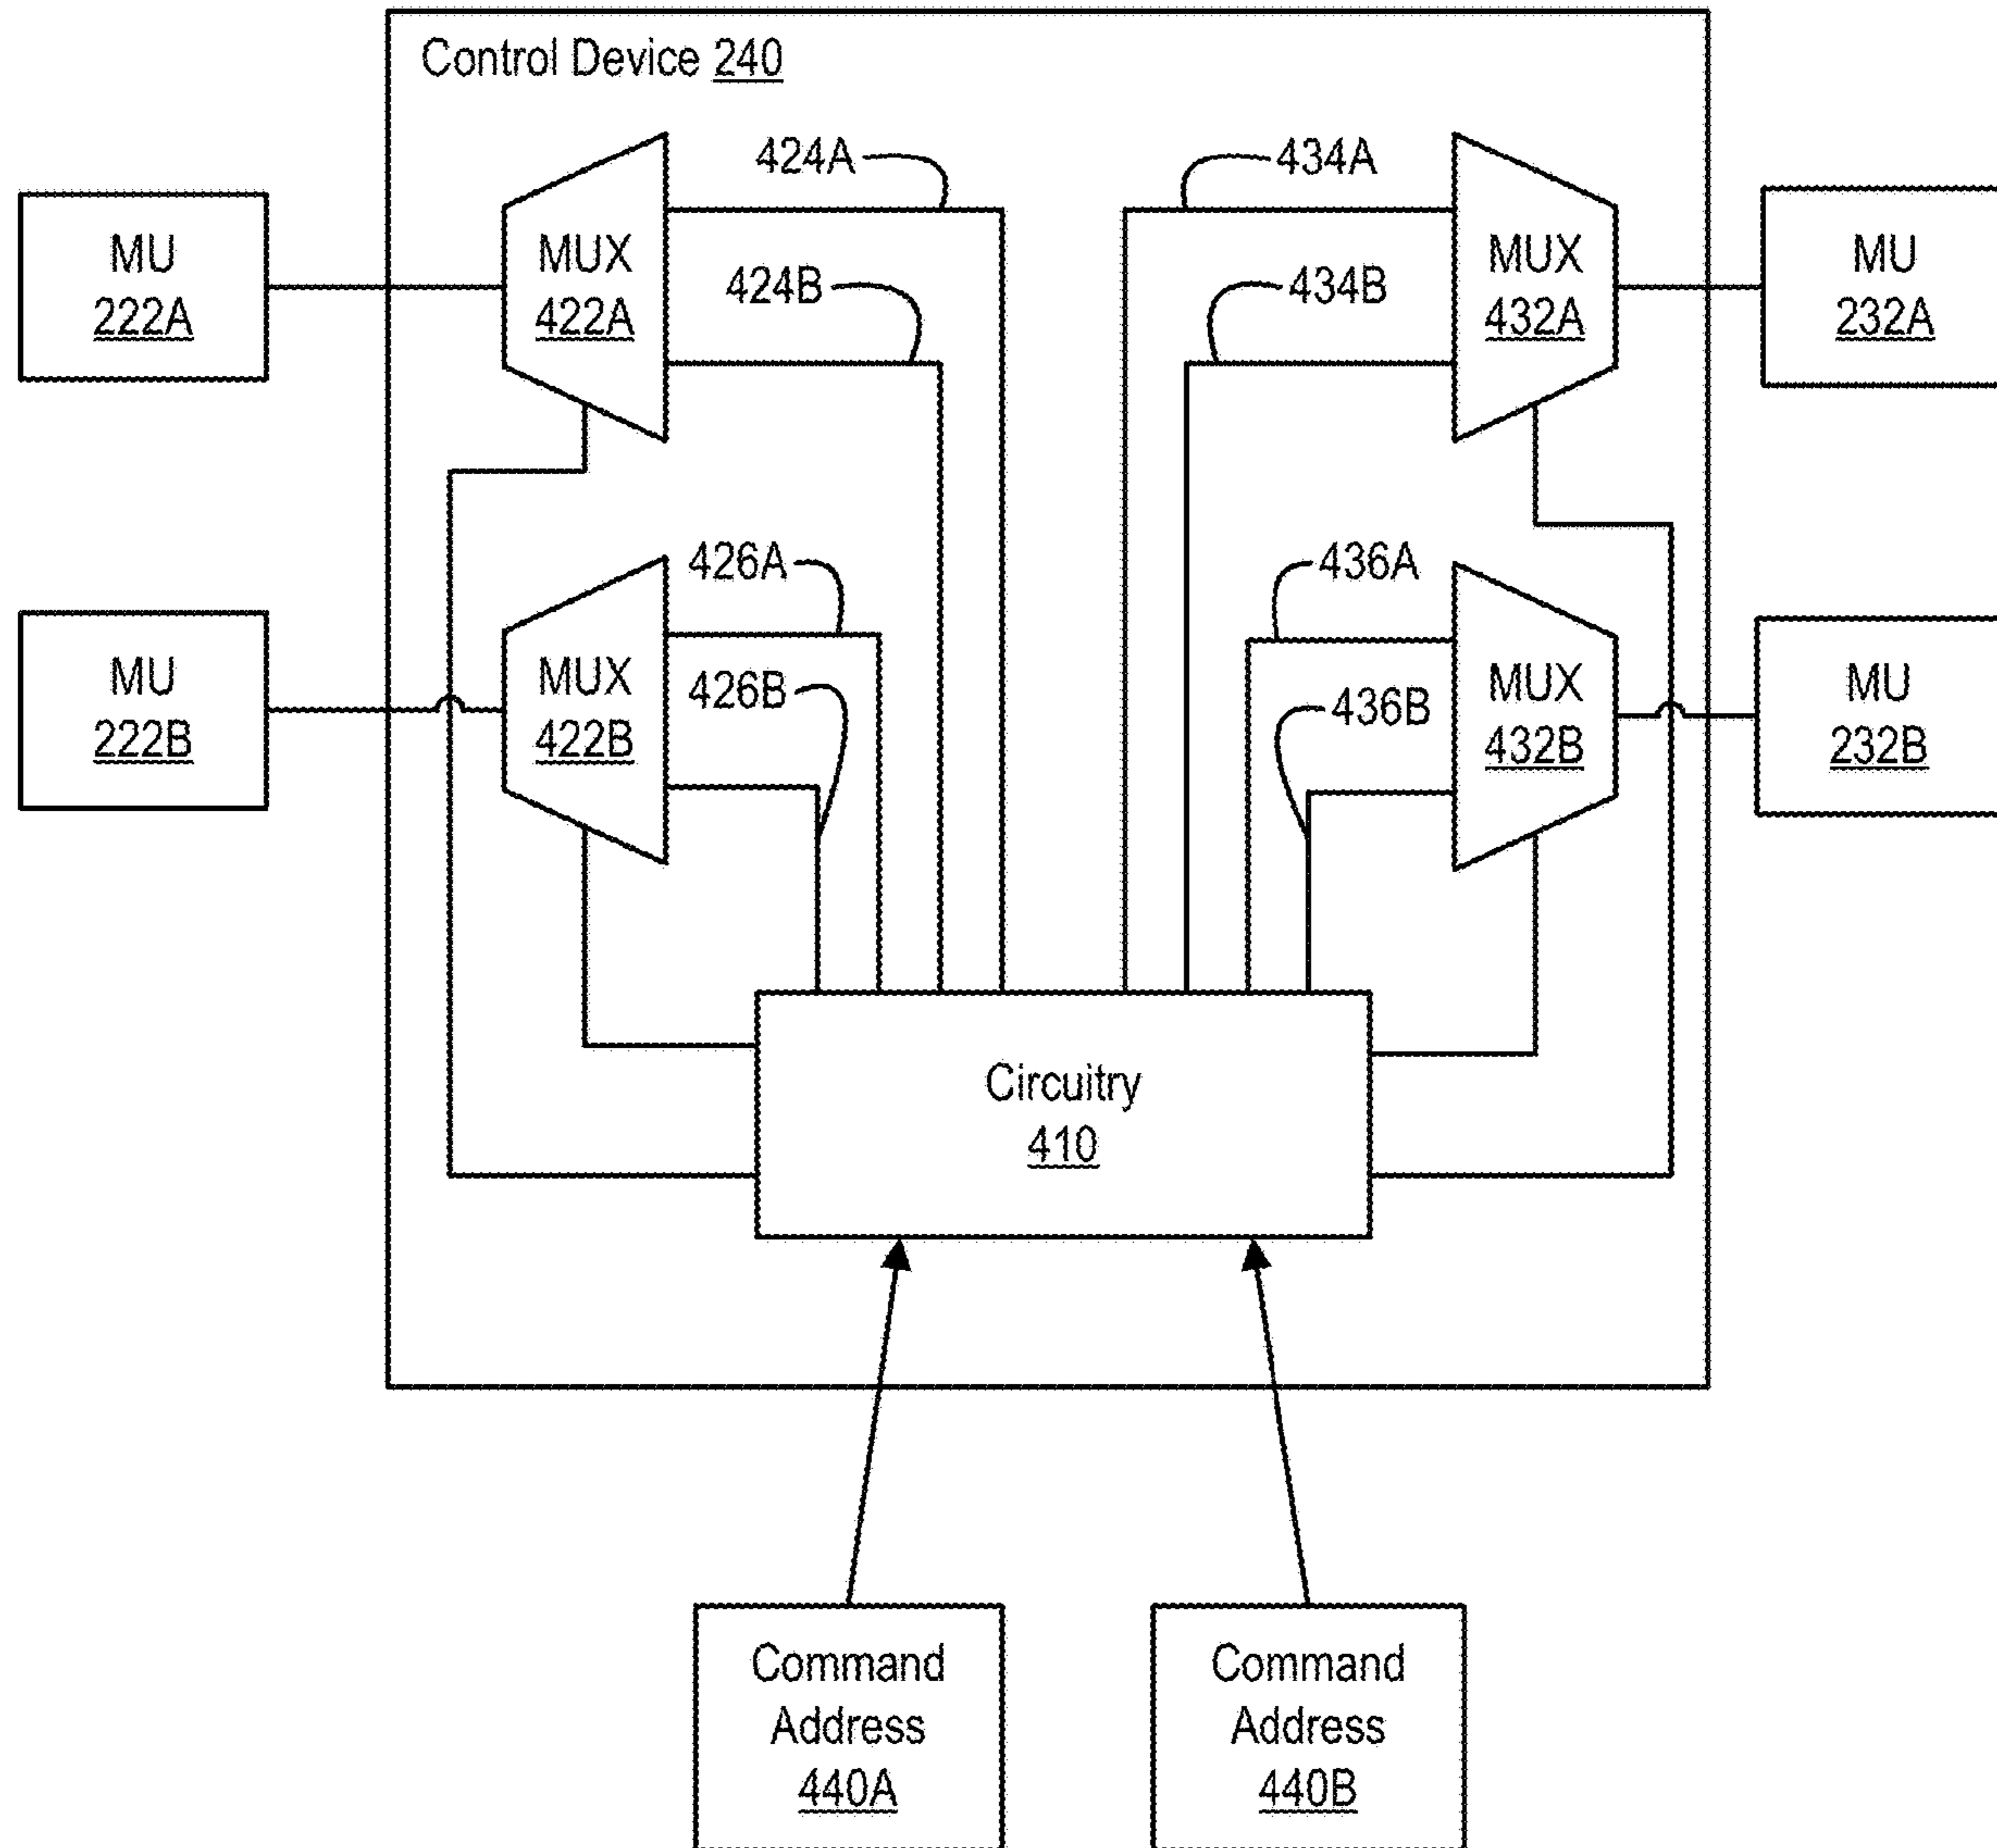 Control Device 240
424A
434A
MU
222A
MUX
422A
424B
434B
MUX
432A
MU
232A
426A
436A
MU
222B
MUX
422B
426B
436B
MUX
432B
MU
232B
Circuitry
410
Command
Address
440A
Command
Address
440B